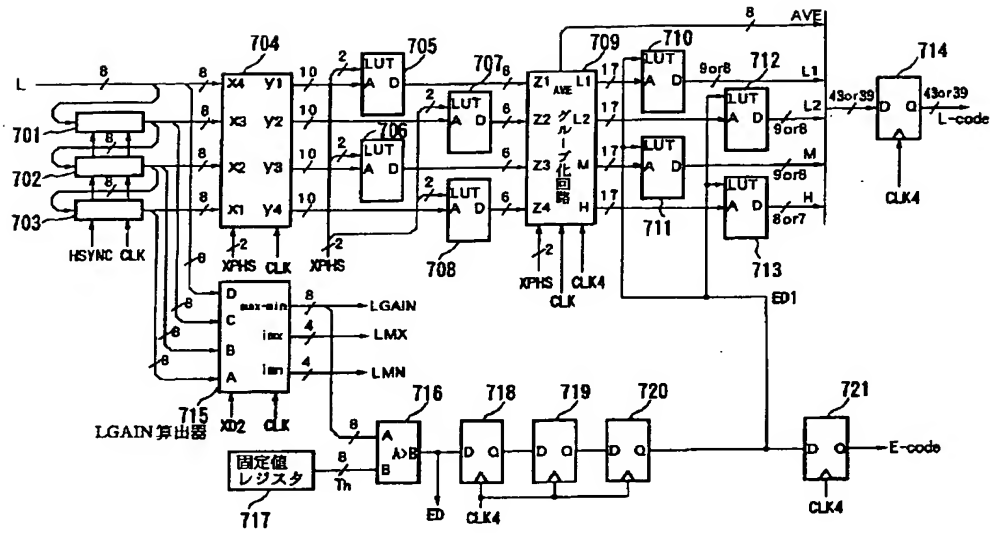 8
AVE
704
705
707
709
710
712
714
L
8
8
X4
y1
10
2
LUT
A D
6
Z1
AVE
L1
17
LUT
A D
9or8
L1
701
8
8
X3
y2
10
2
LUT
A D
6
Z2
L2
17
LUT
A D
9or8
L2
43or39
D Q
43or39
L-code
CLK4
702
8
8
X2
y3
10
2
706
LUT
A D
6
Z3
グループ化回路
M
17
LUT
A D
9or8
M
703
8
X1
y4
10
2
LUT
A D
6
Z4
H
17
LUT
A D
8or7
H
708
711
713
HSYNC CLK
2
XPHS
CLK
XPHS
2
XPHS
CLK
CLK4
ED1
8
8
8
8
D
C
B
A
max-min
imx
imn
8
LGAIN
4
LMX
4
LMN
715
LGAIN算出器
XD2
CLK
固定値
レジスタ
717
8
Th
8
716
A
A>B
B
ED
718
D Q
719
D Q
720
D Q
CLK4
721
D Q
E-code
CLK4